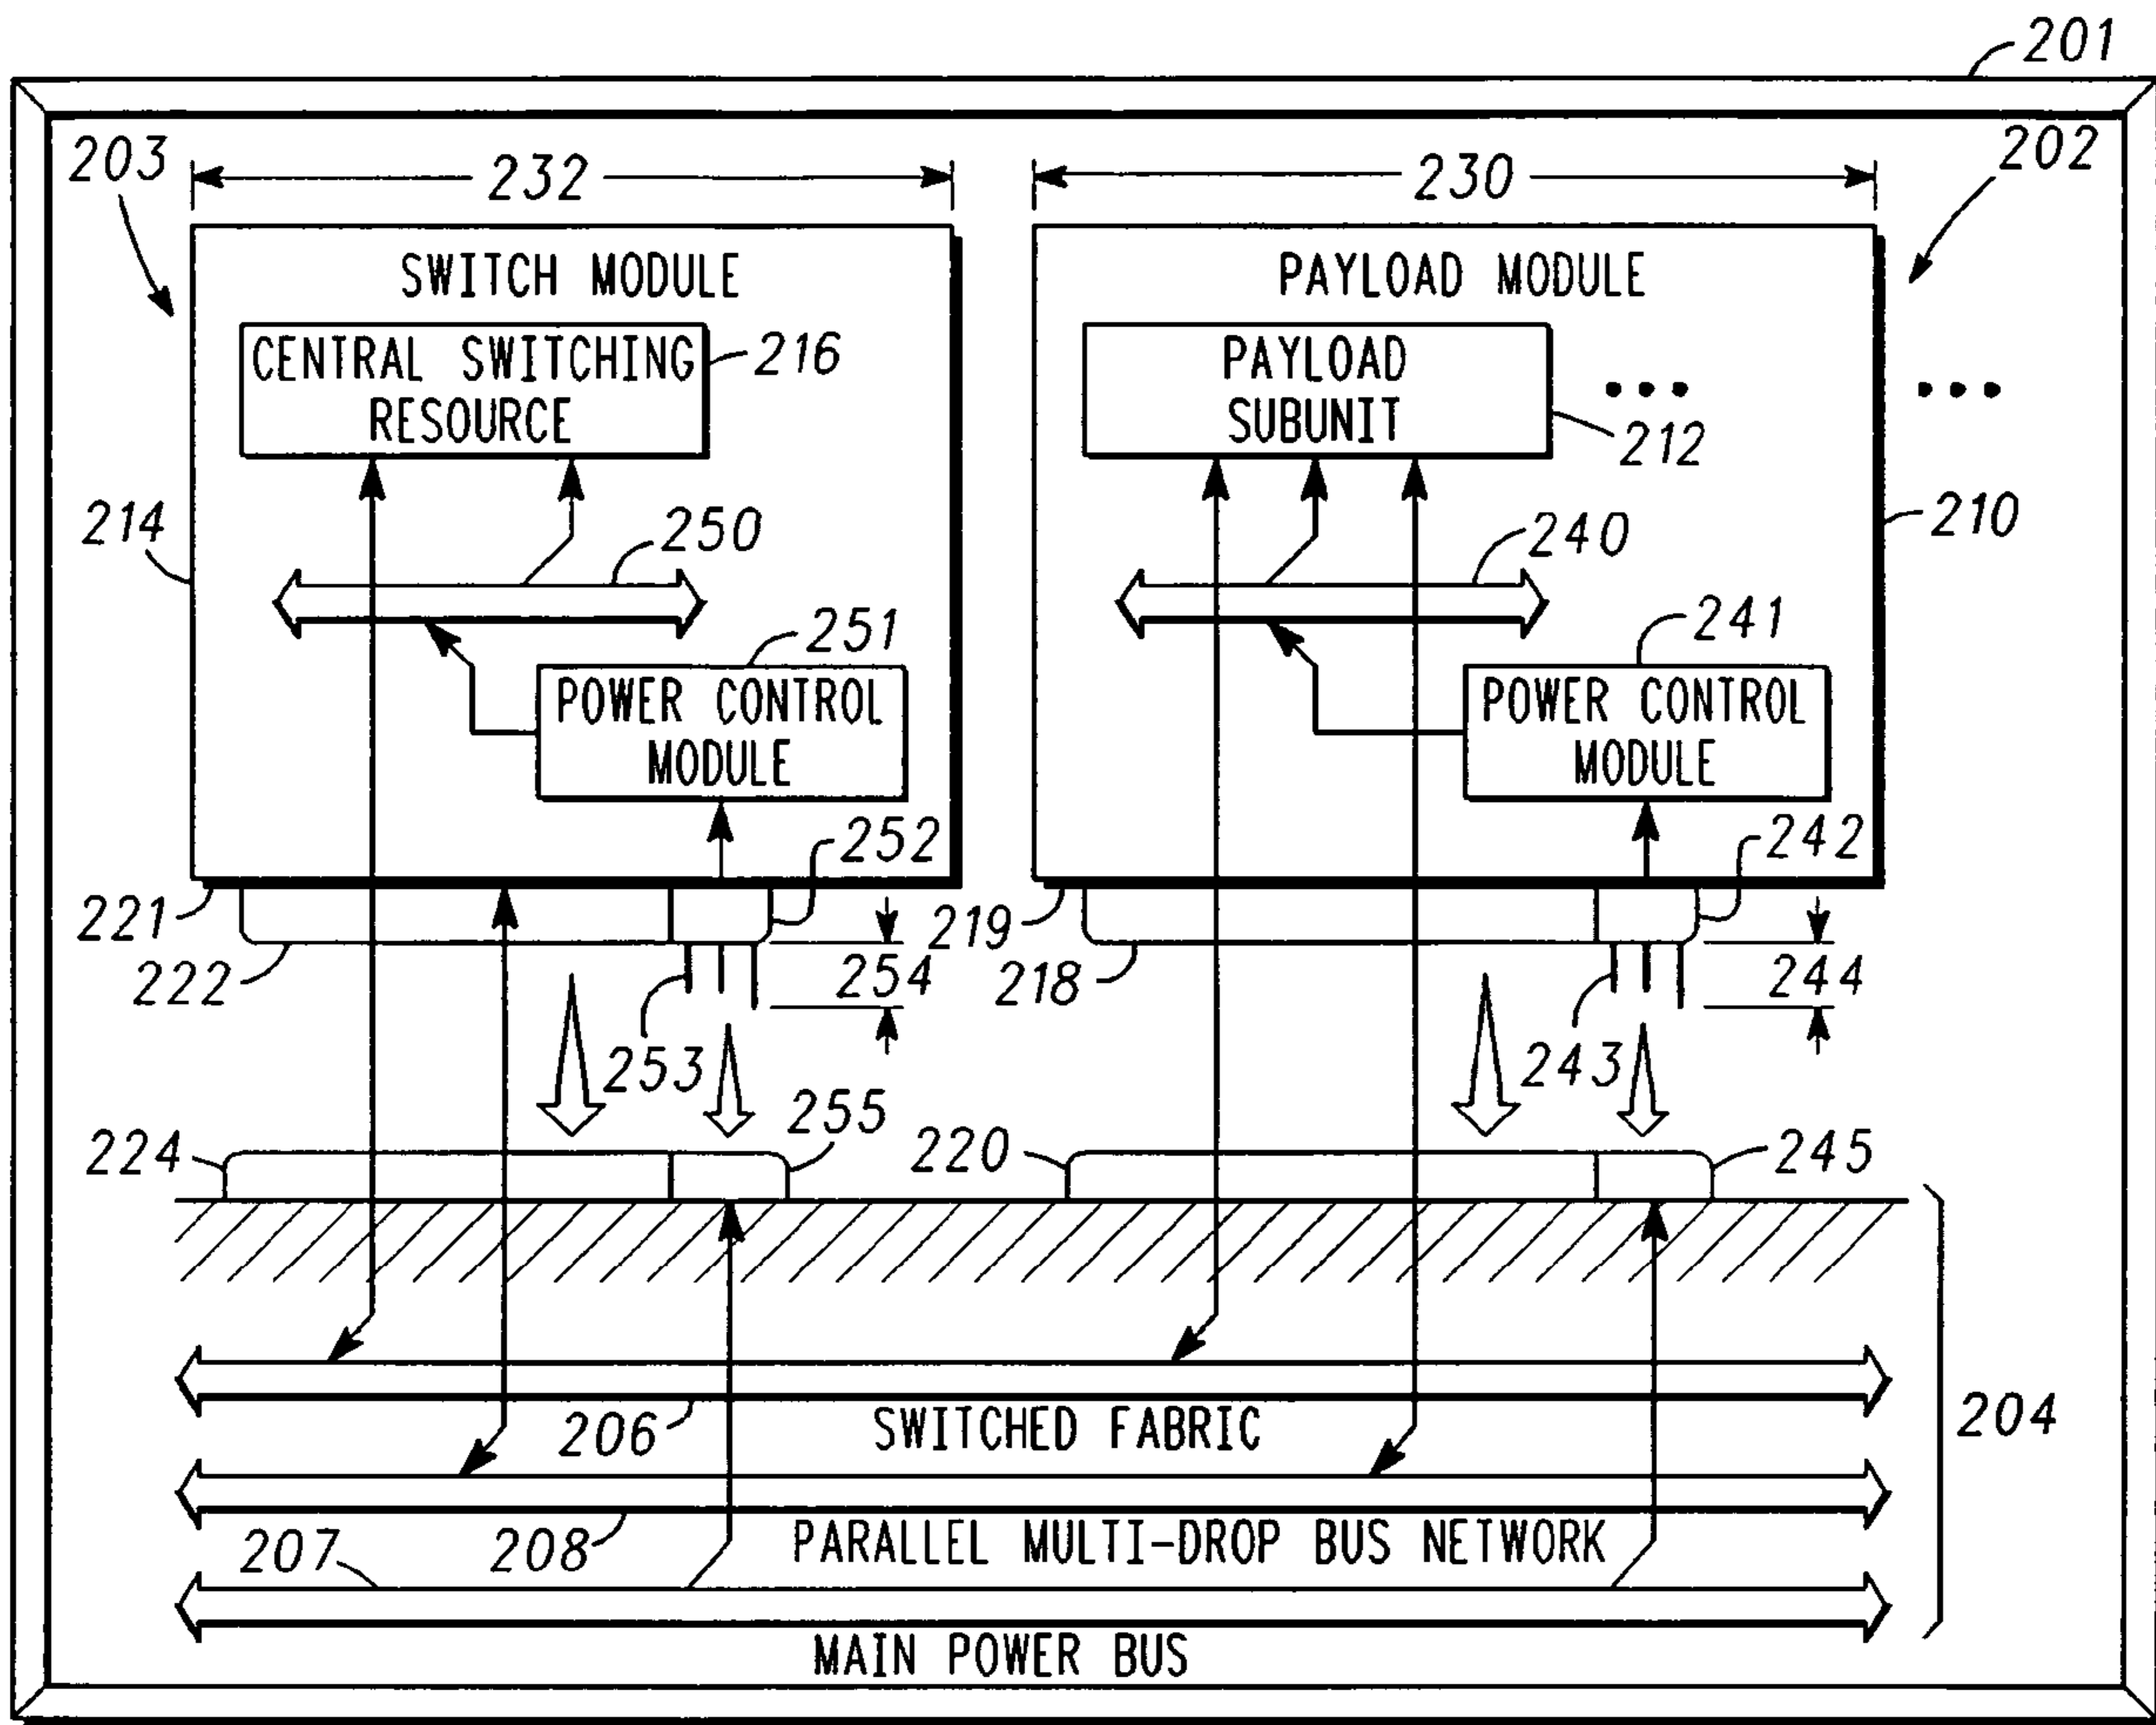 201
203
232
230
202
SWITCH MODULE
PAYLOAD MODULE
CENTRAL SWITCHING
RESOURCE
216
PAYLOAD
SUBUNIT
212
214
250
240
210
251
241
POWER CONTROL
MODULE
POWER CONTROL
MODULE
252
242
221
222
254
219
218
244
253
243
224
255
220
245
206
SWITCHED FABRIC
204
207
208
PARALLEL MULTI-DROP BUS NETWORK
MAIN POWER BUS